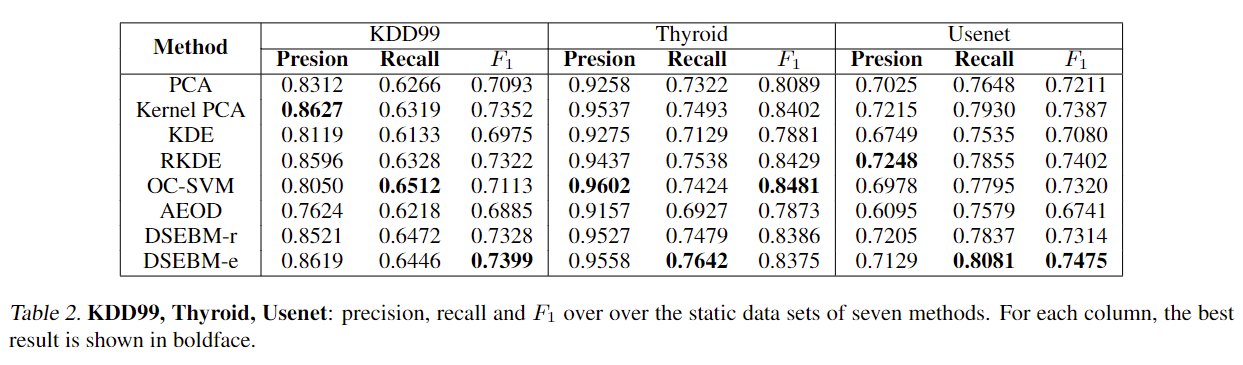 Method KDD99 Thyroid Usenet
Presion Recall F₁ Presion Recall F₁ Presion Recall F₁
PCA 0.8312 0.6266 0.7093 0.9258 0.7322 0.8089 0.7025 0.7648 0.7211
Kernel PCA 0.8627 0.6319 0.7352 0.9537 0.7493 0.8402 0.7215 0.7930 0.7387
KDE 0.8119 0.6133 0.6975 0.9275 0.7129 0.7881 0.6749 0.7535 0.7080
RKDE 0.8596 0.6328 0.7322 0.9437 0.7538 0.8429 0.7248 0.7855 0.7402
OC-SVM 0.8050 0.6512 0.7113 0.9602 0.7424 0.8481 0.6978 0.7795 0.7320
AEOD 0.7624 0.6218 0.6885 0.9157 0.6927 0.7873 0.6095 0.7579 0.6741
DSEBM-r 0.8521 0.6472 0.7328 0.9527 0.7479 0.8386 0.7205 0.7837 0.7314
DSEBM-e 0.8619 0.6446 0.7399 0.9558 0.7642 0.8375 0.7129 0.8081 0.7475
Table 2. KDD99, Thyroid, Usenet: precision, recall and F₁ over over the static data sets of seven methods. For each column, the best
result is shown in boldface.